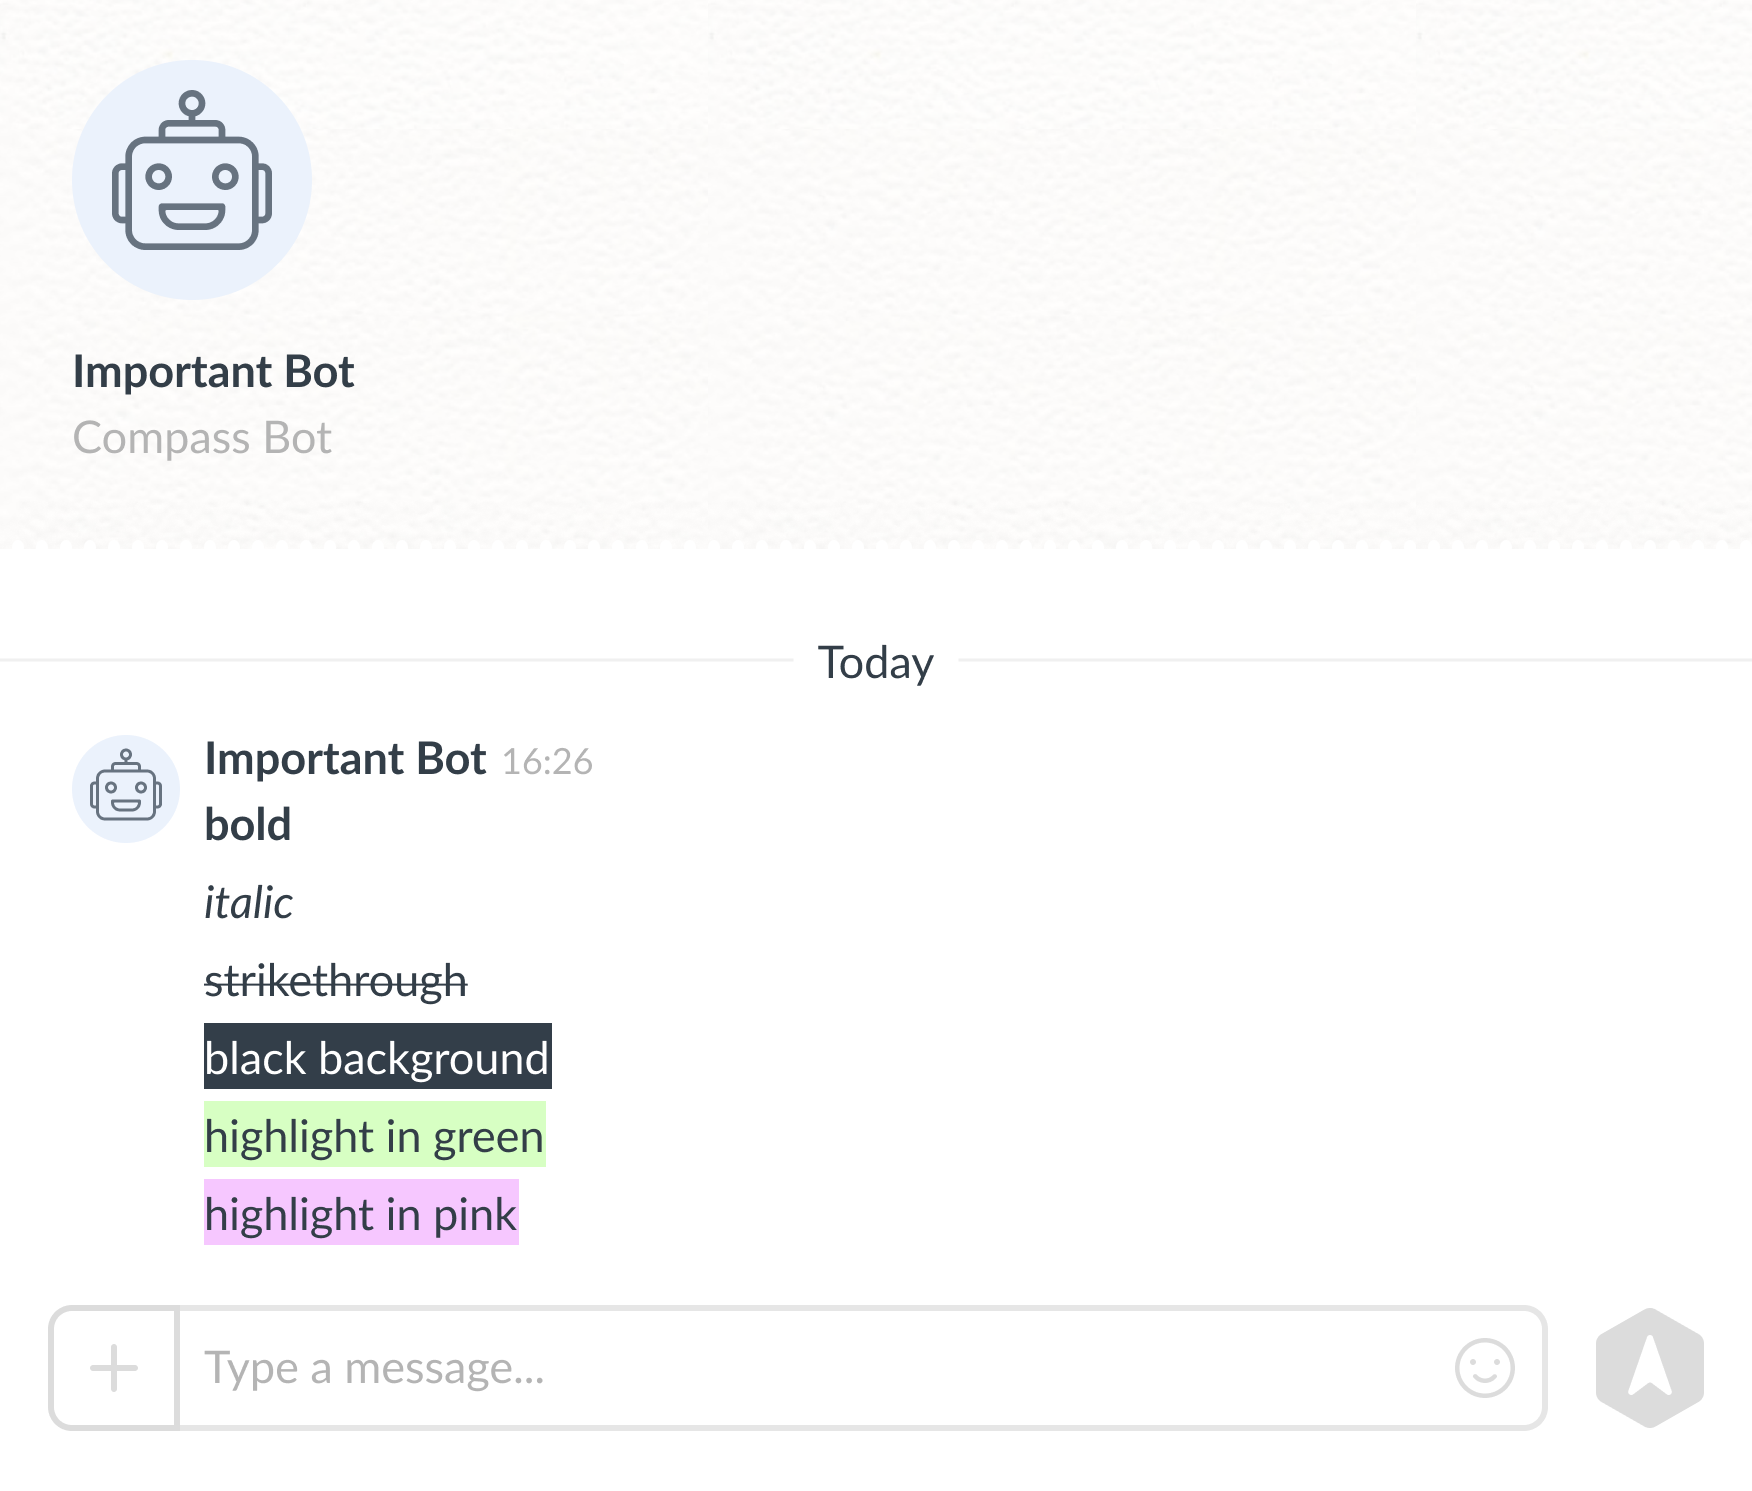 Important Bot
Compass Bot
Today
Important Bot 16:26
bold
italic
strikethrough
black background
highlight in green
highlight in pink
Type a message...